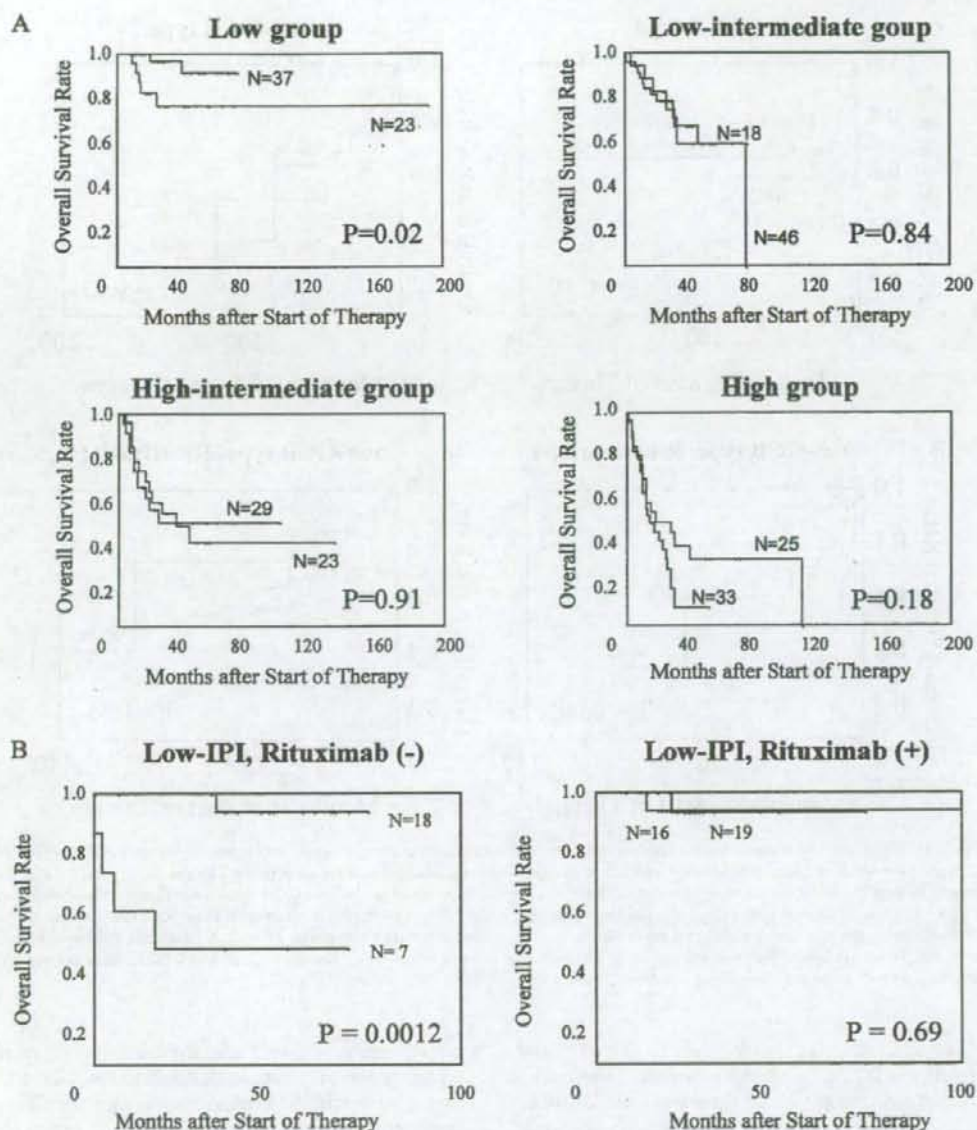 A
Low group
Low-intermediate goup
Overall Survival Rate
1.0
0.8
0.6
0.4
0.2
N=37
N=23
P=0.02
0 40 80 120 160 200
Months after Start of Therapy
Overall Survival Rate
1.0
0.8
0.6
0.4
0.2
N=18
N=46
P=0.84
0 40 80 120 160 200
Months after Start of Therapy
High-intermediate group
High group
Overall Survival Rate
1.0
0.8
0.6
0.4
0.2
N=29
N=23
P=0.91
0 40 80 120 160 200
Months after Start of Therapy
Overall Survival Rate
1.0
0.8
0.6
0.4
0.2
N=25
N=33
P=0.18
0 40 80 120 160 200
Months after Start of Therapy
B
Low-IPI, Rituximab (-)
Low-IPI, Rituximab (+)
Overall Survival Rate
1.0
0.8
0.6
0.4
0.2
N=18
N=7
P = 0.0012
0 50 100
Months after Start of Therapy
Overall Survival Rate
1.0
0.8
0.6
0.4
0.2
N=16 N=19
P = 0.69
0 50 100
Months after Start of Therapy